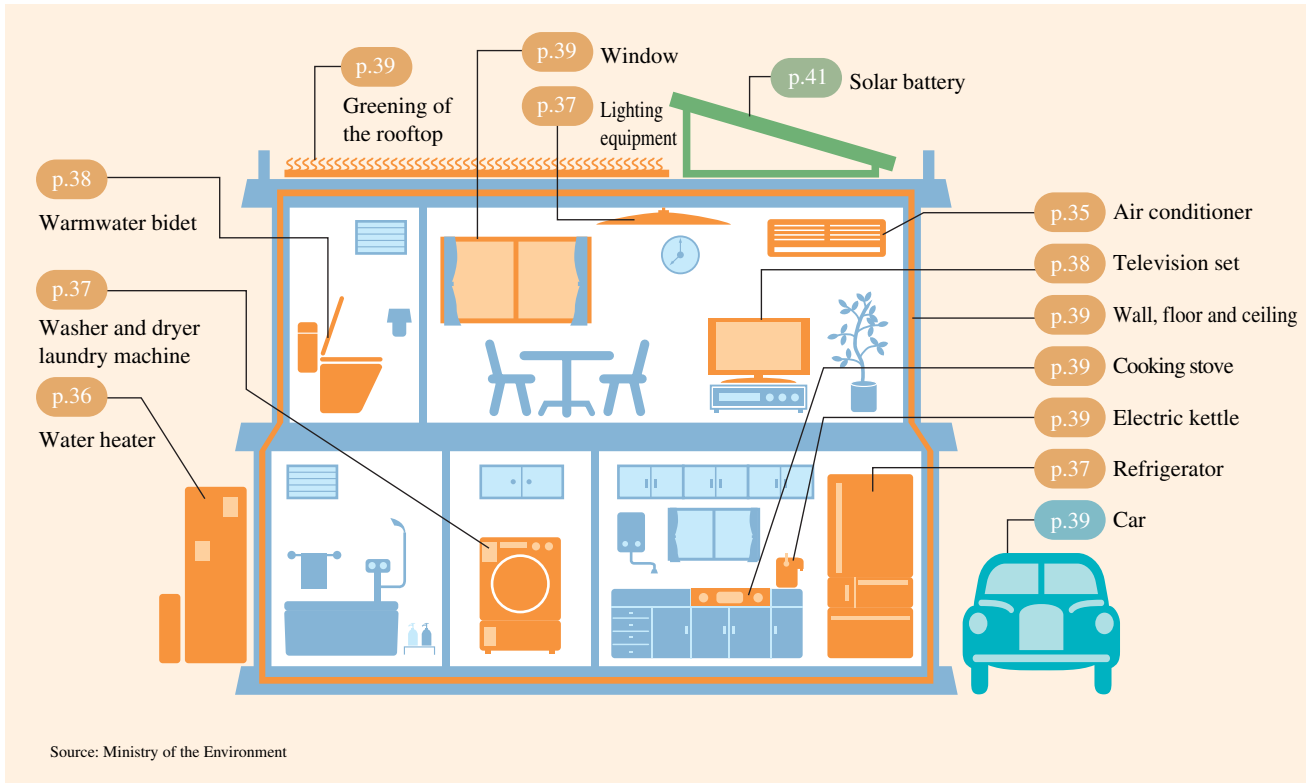 p.39
Greening of
the rooftop
p.39 Window
p.37 Lighting
equipment
p.41 Solar battery
p.38
Warmwater bidet
p.37
Washer and dryer
laundry machine
p.36
Water heater
p.35 Air conditioner
p.38 Television set
p.39 Wall, floor and ceiling
p.39 Cooking stove
p.39 Electric kettle
p.37 Refrigerator
p.39 Car
Source: Ministry of the Environment